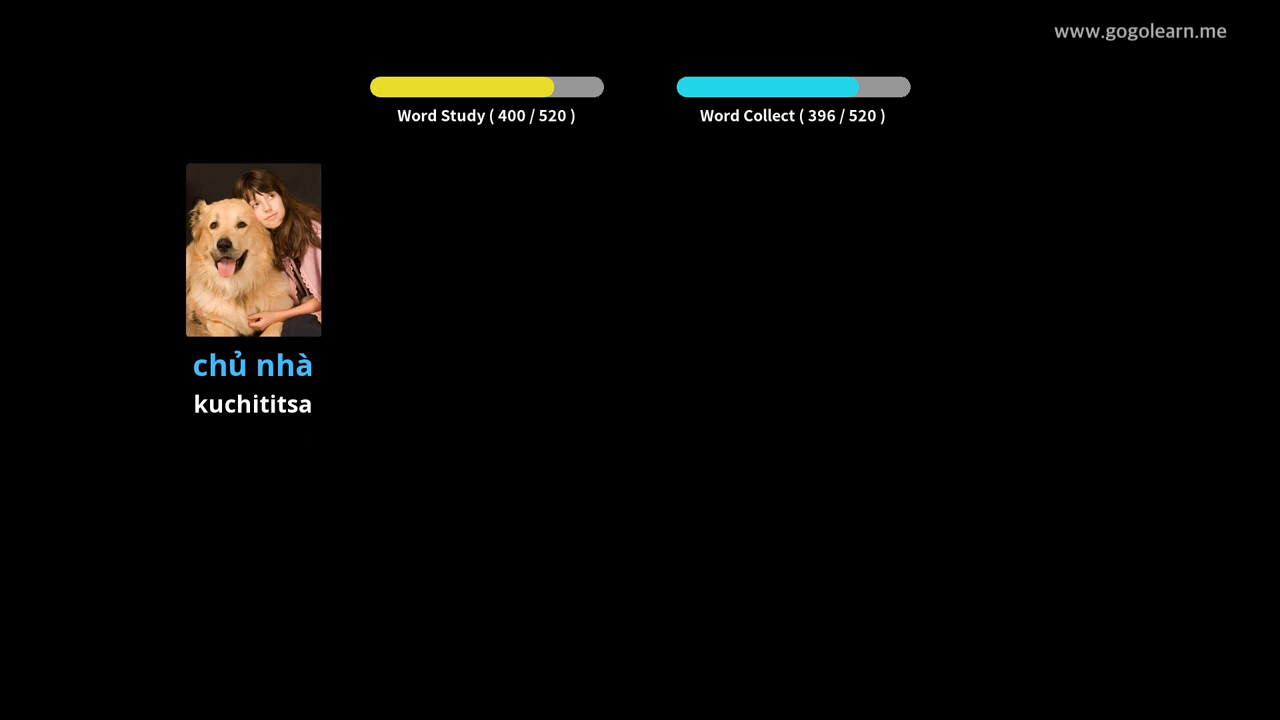 www.gogolearn.me
Word Study ( 400 / 520 )
Word Collect ( 396 / 520 )
chủ nhà
kuchititsa